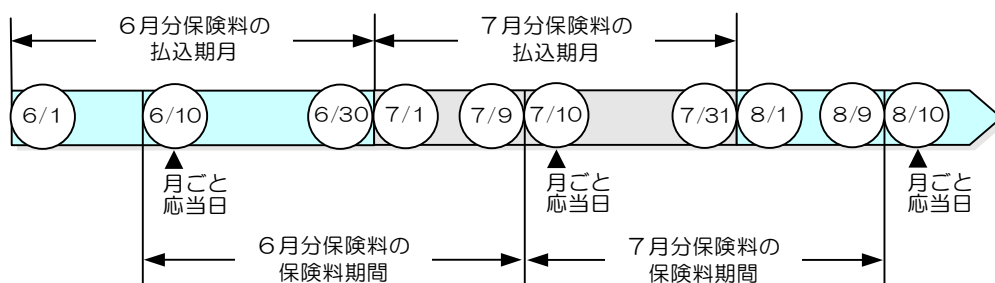 6月分保険料の
払込期月
7月分保険料の
払込期月
6/1
6/10
6/30
7/1
7/9
7/10
7/31
8/1
8/9
8/10
▲
月ごと
応当日
▲
月ごと
応当日
▲
月ごと
応当日
6月分保険料の
保険料期間
7月分保険料の
保険料期間